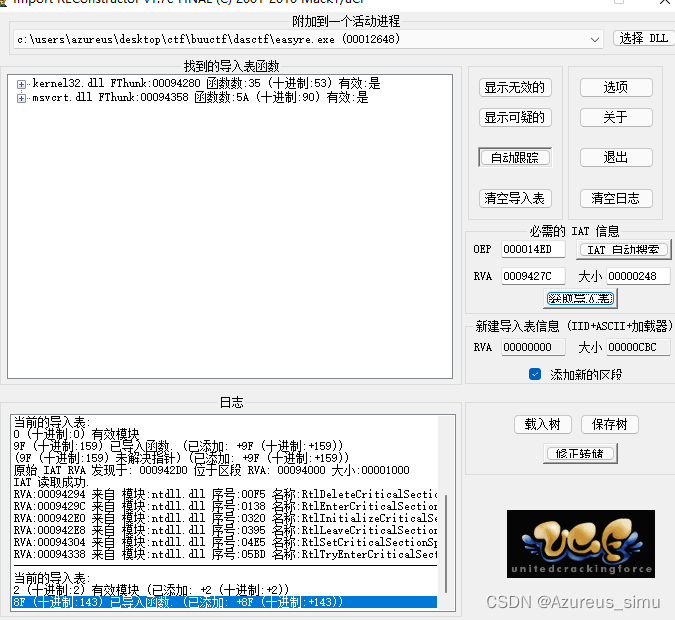 Import REConstructor v1.7e FINAL (C) 2001-2010 MackT/uCF
附加到一个活动进程
c:\users\azureus\desktop\ctf\buuctf\dasctf\easyre.exe (00012648)
选择 DLL
找到的导入表函数
kernel32.dll FThunk:00094280 函数数:35 (十进制:53) 有效:是
msvcrt.dll FThunk:00094358 函数数:5A (十进制:90) 有效:是
显示无效的
选项
显示可疑的
关于
自动跟踪
退出
清空导入表
清空日志
必需的 IAT 信息
OEP 000014ED
IAT 自动搜索
RVA 0009427C 大小 00000248
获取导入表
新建导入表信息 (IID+ASCII+加载器)
RVA 00000000 大小 00000CBC
添加新的区段
日志
当前的导入表:
0 (十进制:0) 有效模块
9F (十进制:159) 已导入函数. (已添加: +9F (十进制:+159))
(9F (十进制:159) 未解决指针) (已添加: +9F (十进制:+159))
原始 IAT RVA 发现于: 000942D0 位于区段 RVA: 00094000 大小:00001000
IAT 读取成功.
RVA:00094294 来自 模块:ntdll.dll 序号:00F5 名称:RtlDeleteCriticalSectic
RVA:0009429C 来自 模块:ntdll.dll 序号:0138 名称:RtlEnterCriticalSection
RVA:000942E0 来自 模块:ntdll.dll 序号:0320 名称:RtlInitializeCriticalSe
RVA:000942E8 来自 模块:ntdll.dll 序号:0395 名称:RtlLeaveCriticalSection
RVA:00094304 来自 模块:ntdll.dll 序号:04E5 名称:RtlSetCriticalSectionSp
RVA:00094338 来自 模块:ntdll.dll 序号:05BD 名称:RtlTryEnterCriticalSect
当前的导入表:
2 (十进制:2) 有效模块 (已添加: +2 (十进制:+2))
8F (十进制:143) 已导入函数. (已添加: +8F (十进制:+143))
载入树
保存树
修正转储
UCF
unitedcrackingforce
CSDN @Azureus_simu